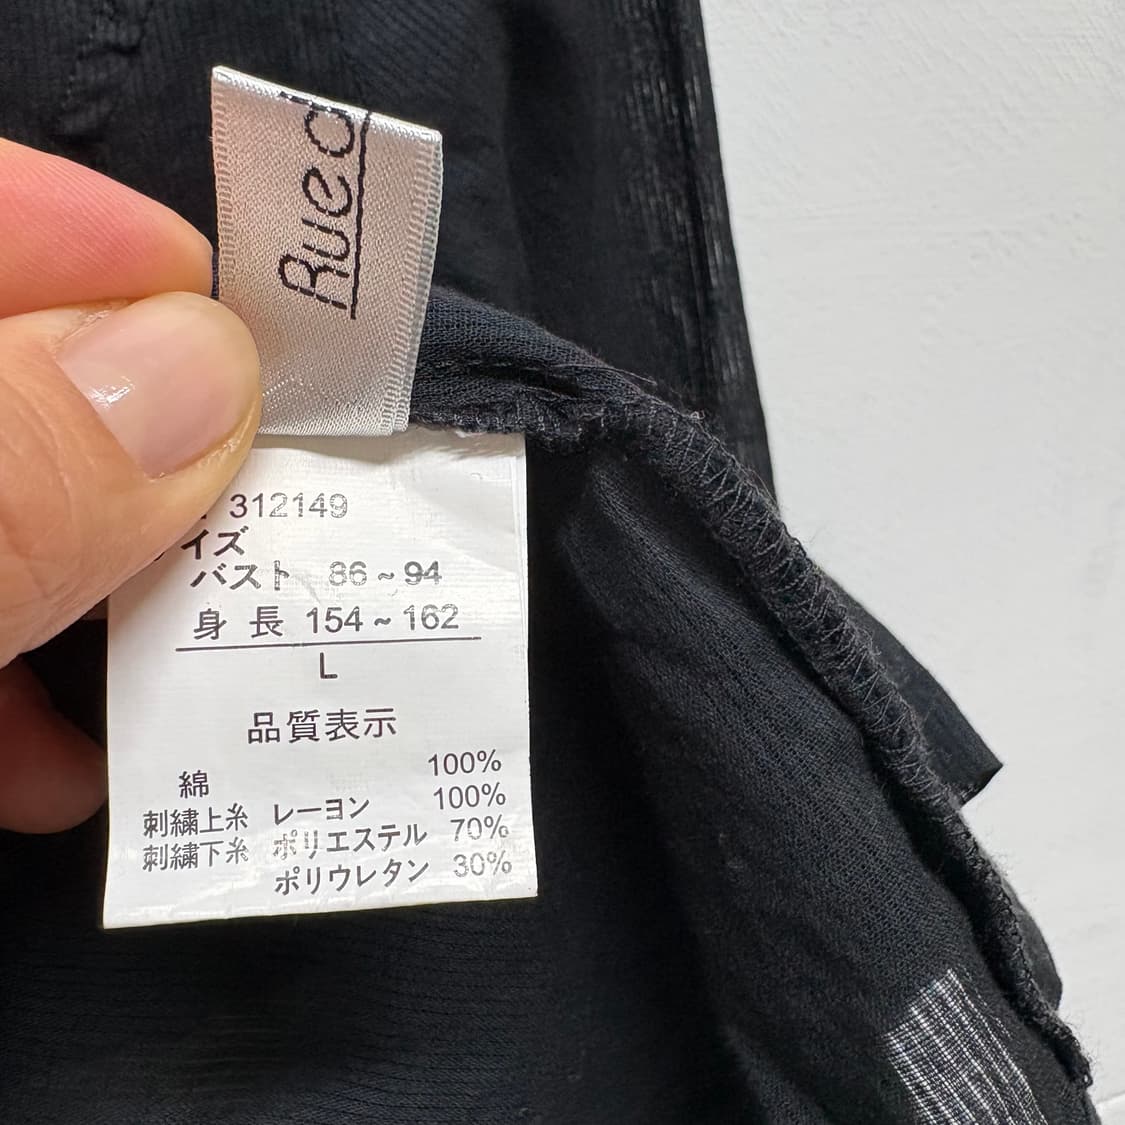 Rue d
312149
イズ
バスト 86～94
身長 154～162
L
品質表示
綿 100%
刺繍上糸 レーヨン 100%
刺繍下糸 ポリエステル 70%
ポリウレタン 30%